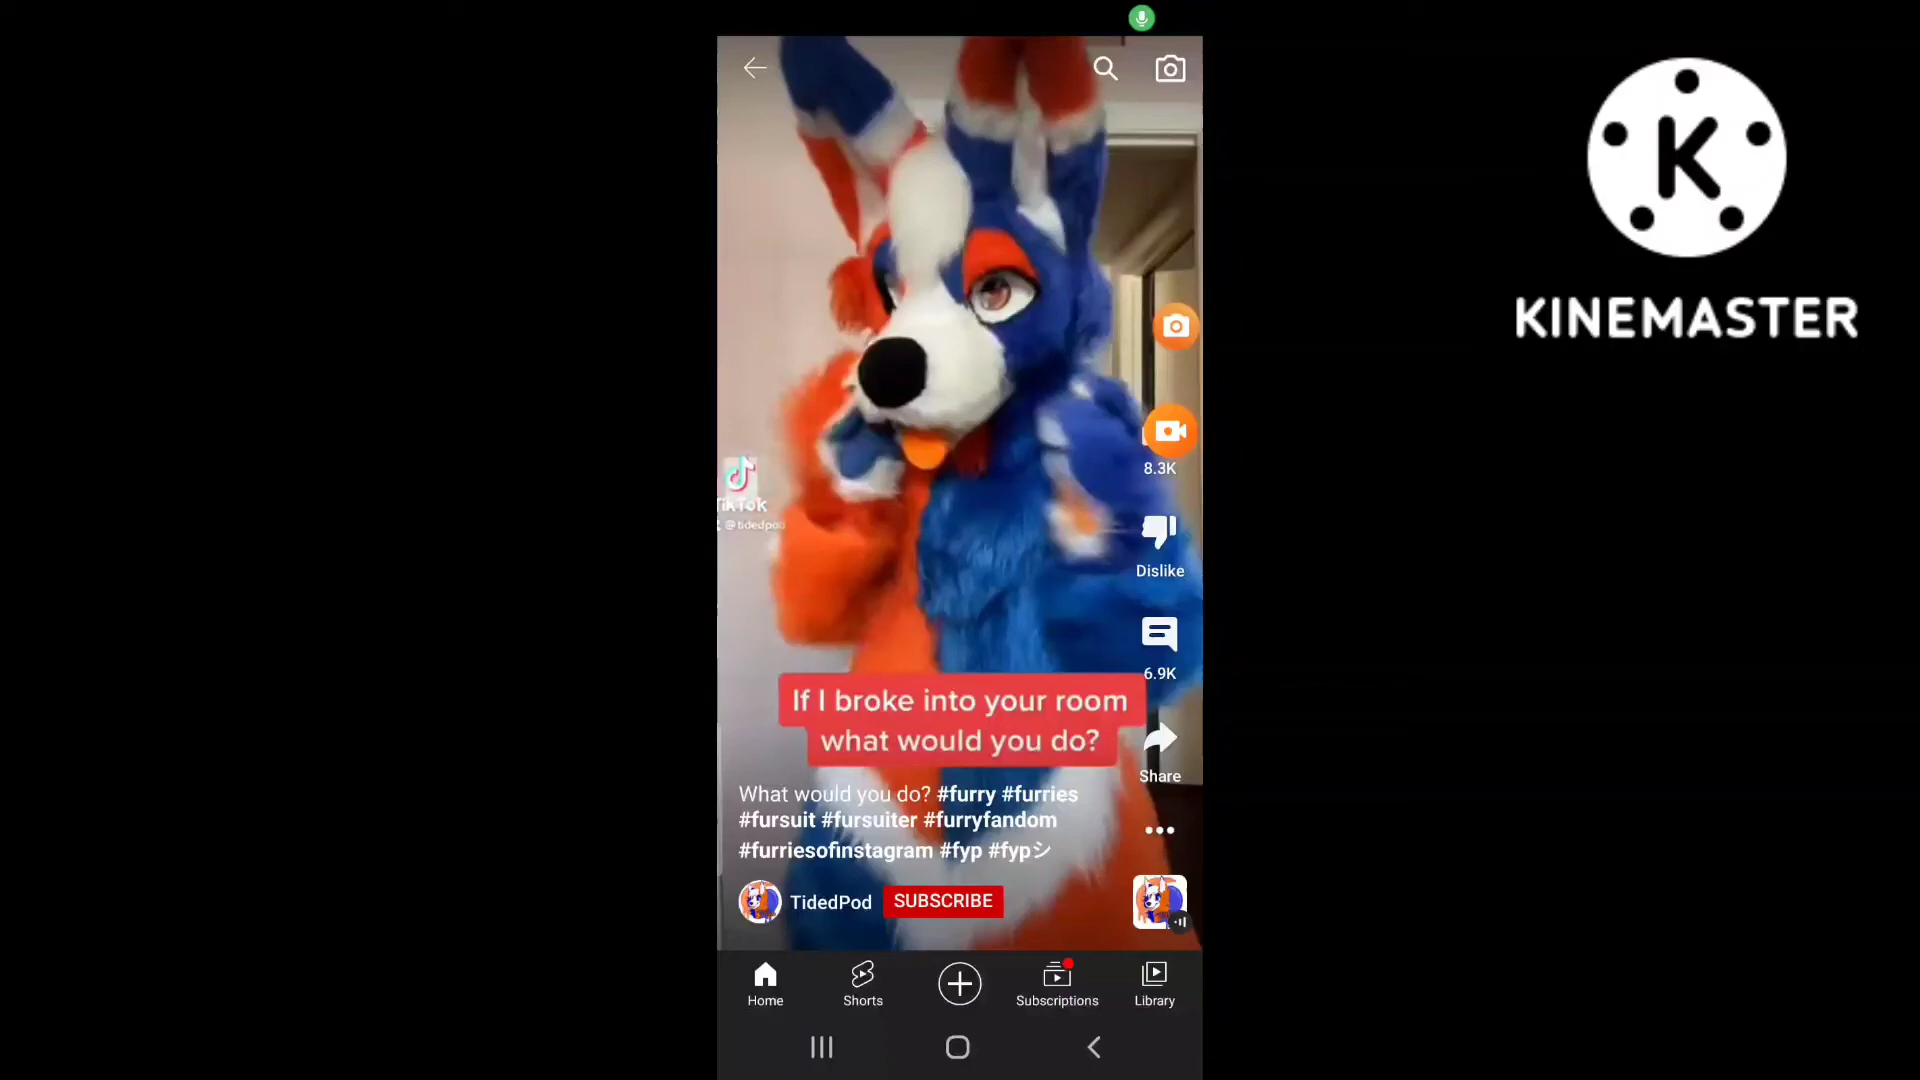 K
KINEMASTER
8.3K
TikTok
@tidedpod
Dislike
6.9K
If I broke into your room
what would you do?
Share
What would you do? #furry #furries
#fursuit #fursuiter #furryfandom
#furriesofinstagram #fyp #fypシ
TidedPod
SUBSCRIBE
Home
Shorts
Subscriptions
Library